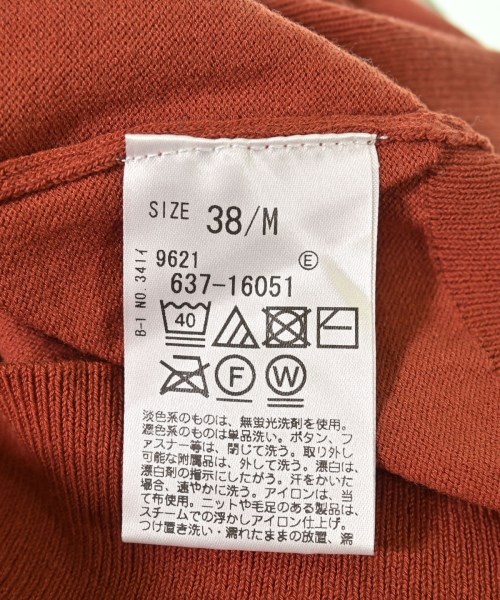 SIZE 38/M
9621 Ⓔ
637-16051
B-1 NO.341イ
40
F W
淡色系のものは、無蛍光洗剤を使用。
濃色系のものは単品洗い。ボタン、フ
ァスナー等は、閉じて洗う。取り外し
可能な附属品は、外して洗う。漂白は、
漂白剤の指示にしたがう。汗をかいた
場合、速やかに洗う。アイロンは、当
て布使用。ニットや毛足のある製品は、
スチームでの浮かしアイロン仕上げ。
つけ置き洗い・濡れたままの放置、濡